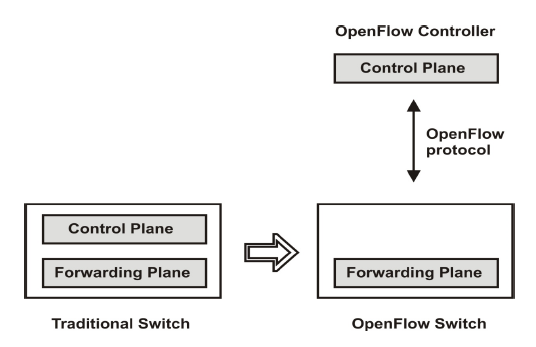 OpenFlow Controller
Control Plane
OpenFlow
protocol
Control Plane
Forwarding Plane
Forwarding Plane
Traditional Switch
OpenFlow Switch